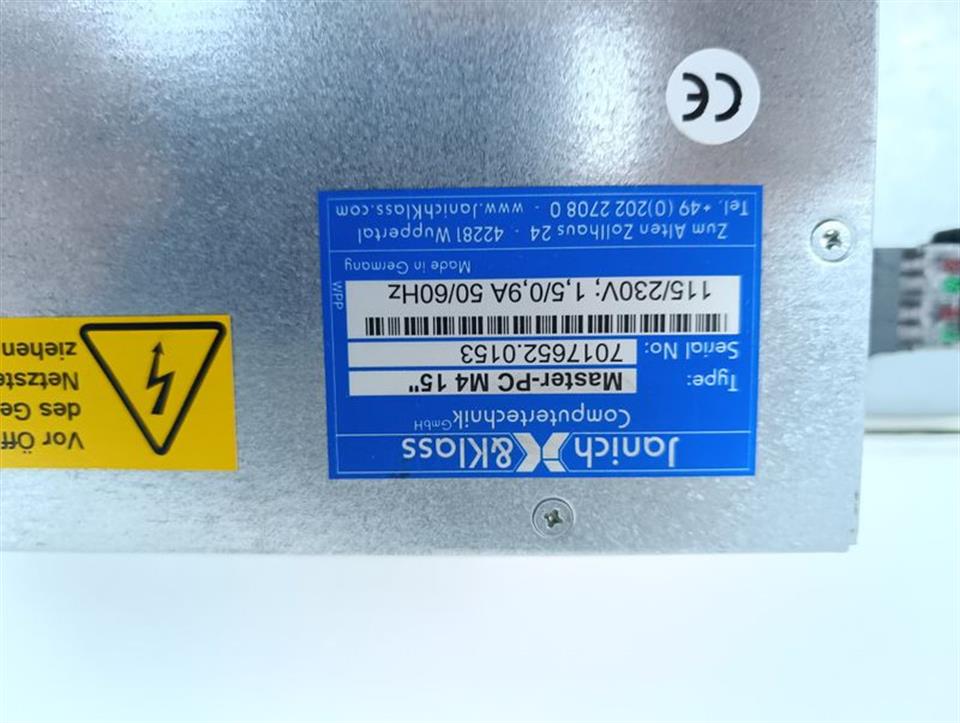 Janich & Klass
Computertechnik GmbH
Type: Master-PC M4 15"
Serial No: 7017652.0153
115/230V; 1,5/0,9A 50/60Hz
WPP
Made in Germany
Zum Alten Zollhaus 24 - 42281 Wuppertal
Tel. +49 (0)202 2708 0 - www.JanichKlass.com
CE
Vor Öff
des Ge
Netzste
ziehen